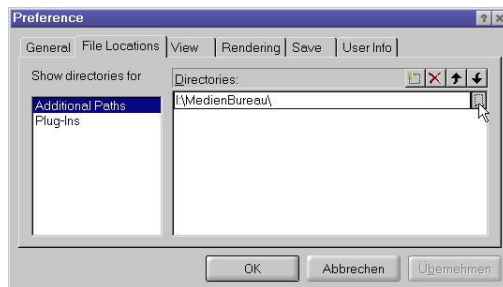 Preference
General File Locations View Rendering Save User Info
Show directories for
Directories:
Additional Paths
I:\MedienBureau\
Plug-Ins
OK Abbrechen Übernehmen